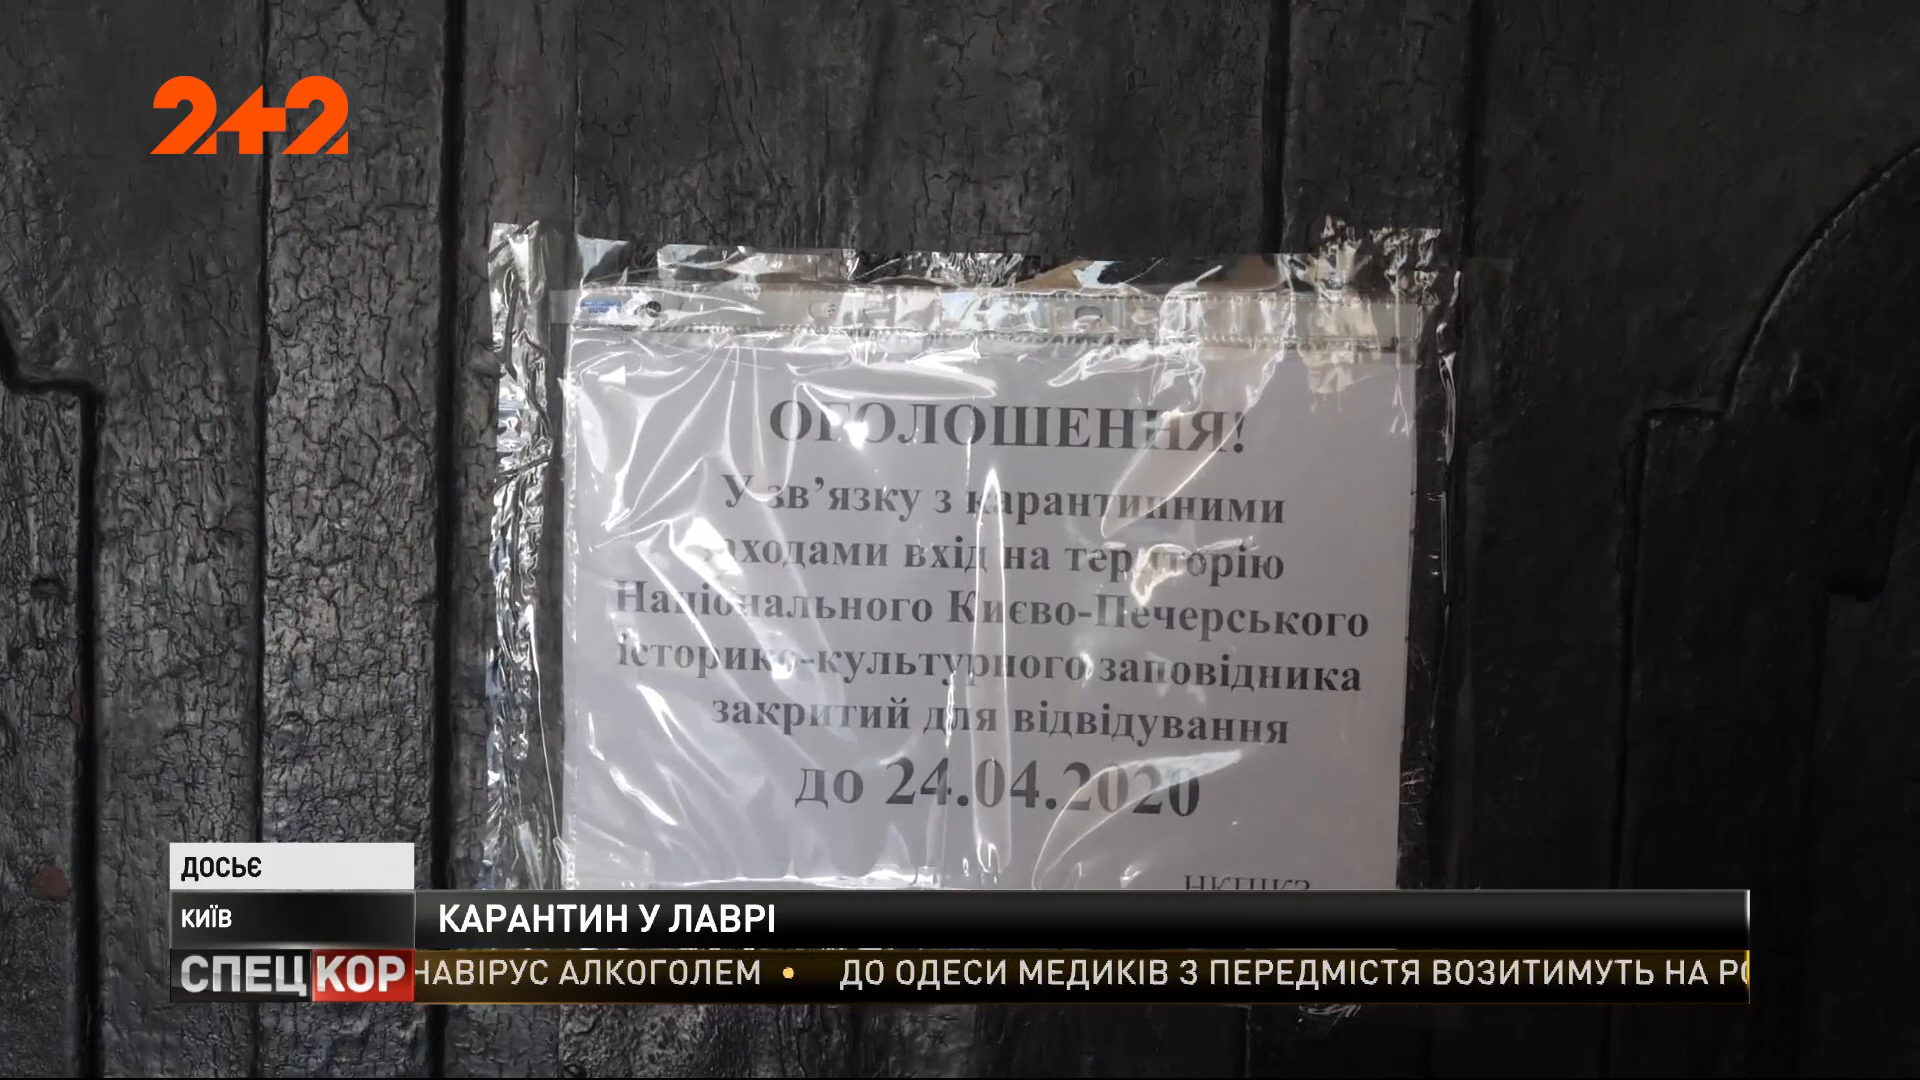 2+2
ОГОЛОШЕННЯ!
У зв’язку з карантинними
заходами вхід на територію
Національного Києво-Печерського
історико-культурного заповідника
закритий для відвідування
до 24.04.2020
ДОСЬЄ
КИЇВ
КАРАНТИН У ЛАВРІ
СПЕЦКОР
НАВІРУС АЛКОГОЛЕМ • ДО ОДЕСИ МЕДИКІВ З ПЕРЕДМІСТЯ ВОЗИТИМУТЬ НА РО